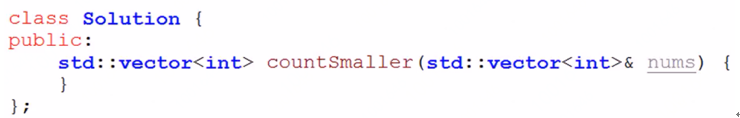 class Solution {
public:
    std::vector<int> countSmaller(std::vector<int>& nums) {
    }
};